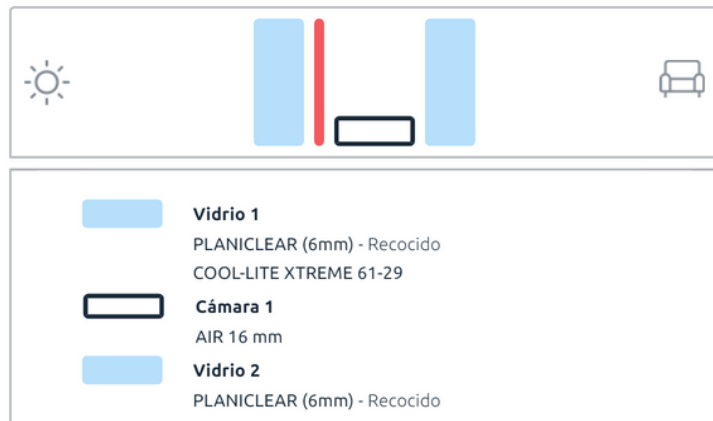 Vidrio 1
PLANICLEAR (6mm) - Recocido
COOL-LITE XTREME 61-29
Cámara 1
AIR 16 mm
Vidrio 2
PLANICLEAR (6mm) - Recocido